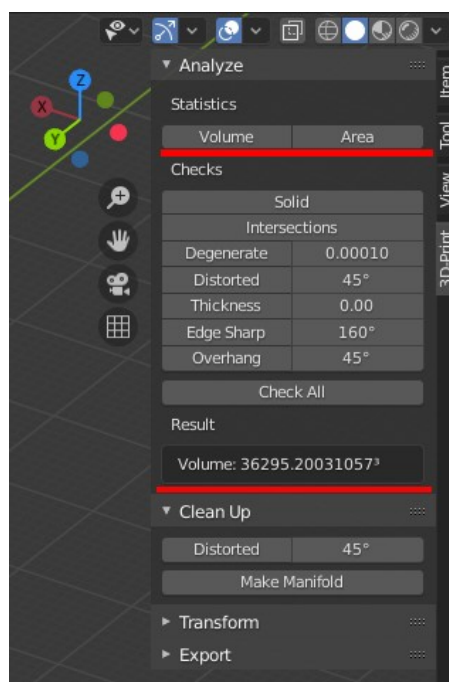 Z
X
Y
Analyze
Statistics
Volume Area
Checks
Solid
Intersections
Degenerate 0.00010
Distorted 45°
Thickness 0.00
Edge Sharp 160°
Overhang 45°
Check All
Result
Volume: 36295.20031057³
Clean Up
Distorted 45°
Make Manifold
Transform
Export
Item
Tool
View
3D-Print